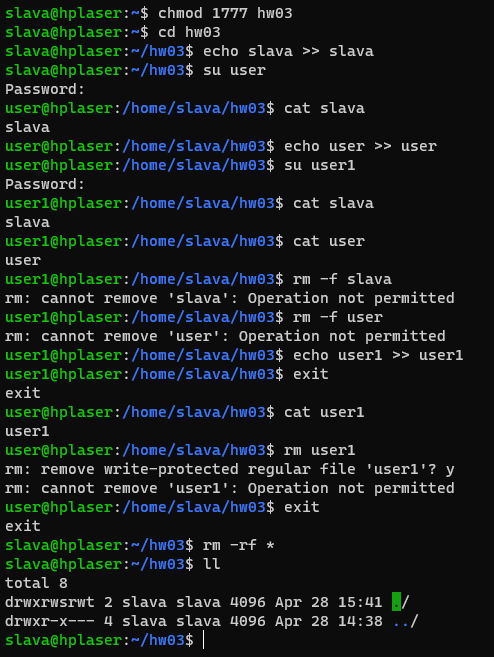 slava@hplaser:~$ chmod 1777 hw03
slava@hplaser:~$ cd hw03
slava@hplaser:~/hw03$ echo slava >> slava
slava@hplaser:~/hw03$ su user
Password:
user@hplaser:/home/slava/hw03$ cat slava
slava
user@hplaser:/home/slava/hw03$ echo user >> user
user@hplaser:/home/slava/hw03$ su user1
Password:
user1@hplaser:/home/slava/hw03$ cat slava
slava
user1@hplaser:/home/slava/hw03$ cat user
user
user1@hplaser:/home/slava/hw03$ rm -f slava
rm: cannot remove 'slava': Operation not permitted
user1@hplaser:/home/slava/hw03$ rm -f user
rm: cannot remove 'user': Operation not permitted
user1@hplaser:/home/slava/hw03$ echo user1 >> user1
user1@hplaser:/home/slava/hw03$ exit
exit
user@hplaser:/home/slava/hw03$ cat user1
user1
user@hplaser:/home/slava/hw03$ rm user1
rm: remove write-protected regular file 'user1'? y
rm: cannot remove 'user1': Operation not permitted
user@hplaser:/home/slava/hw03$ exit
exit
slava@hplaser:~/hw03$ rm -rf *
slava@hplaser:~/hw03$ ll
total 8
drwxrwsrwt 2 slava slava 4096 Apr 28 15:41 ./
drwxr-x--- 4 slava slava 4096 Apr 28 14:38 ../
slava@hplaser:~/hw03$